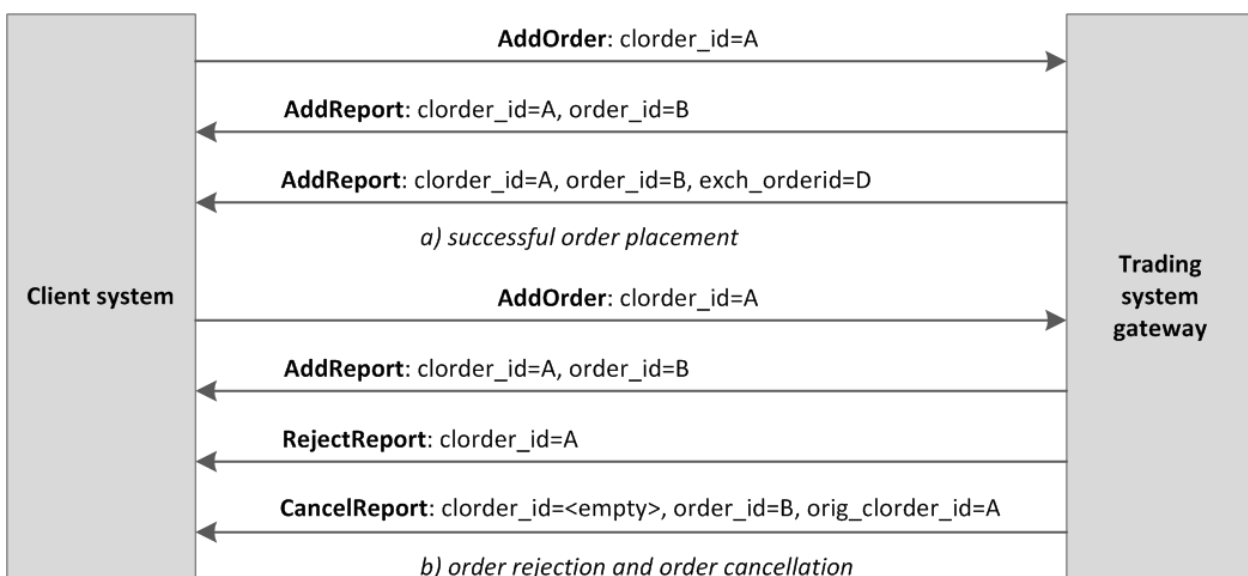 AddOrder: clorder_id=A
AddReport: clorder_id=A, order_id=B
AddReport: clorder_id=A, order_id=B, exch_orderid=D
a) successful order placement
Client system
Trading
system
gateway
AddOrder: clorder_id=A
AddReport: clorder_id=A, order_id=B
RejectReport: clorder_id=A
CancelReport: clorder_id=<empty>, order_id=B, orig_clorder_id=A
b) order rejection and order cancellation